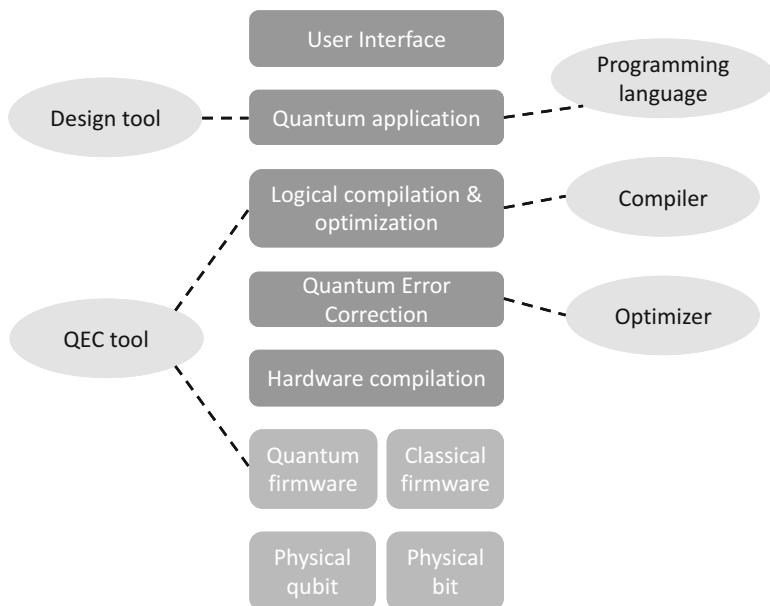 User Interface
Programming
language
Design tool
Quantum application
Logical compilation &
optimization
Compiler
Quantum Error
Correction
Optimizer
QEC tool
Hardware compilation
Quantum
firmware
Classical
firmware
Physical
qubit
Physical
bit